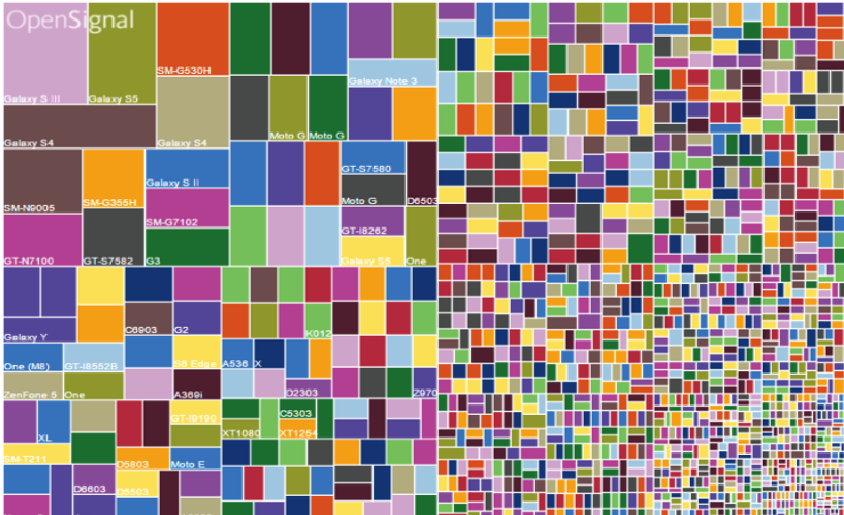 OpenSignal
Galaxy S III
Galaxy S5
SM-G530H
Galaxy S4
Galaxy S4
Galaxy Note 3
Moto G
Moto G
SM-N9005
SM-G355H
Galaxy S II
SM-G7102
GT-N7100
GT-S7582
G3
GT-S7580
Moto G
D6503
GT-I8262
Galaxy S5
One
Galaxy Y
C6903
G2
K012
One (M8)
GT-I8552B
S6 Edge
A536
X
ZenFone 5
One
A369i
D2303
Z970
XL
GT-I9190
C5303
XT1080
XT1254
SM-T211
D5803
Moto E
D6603